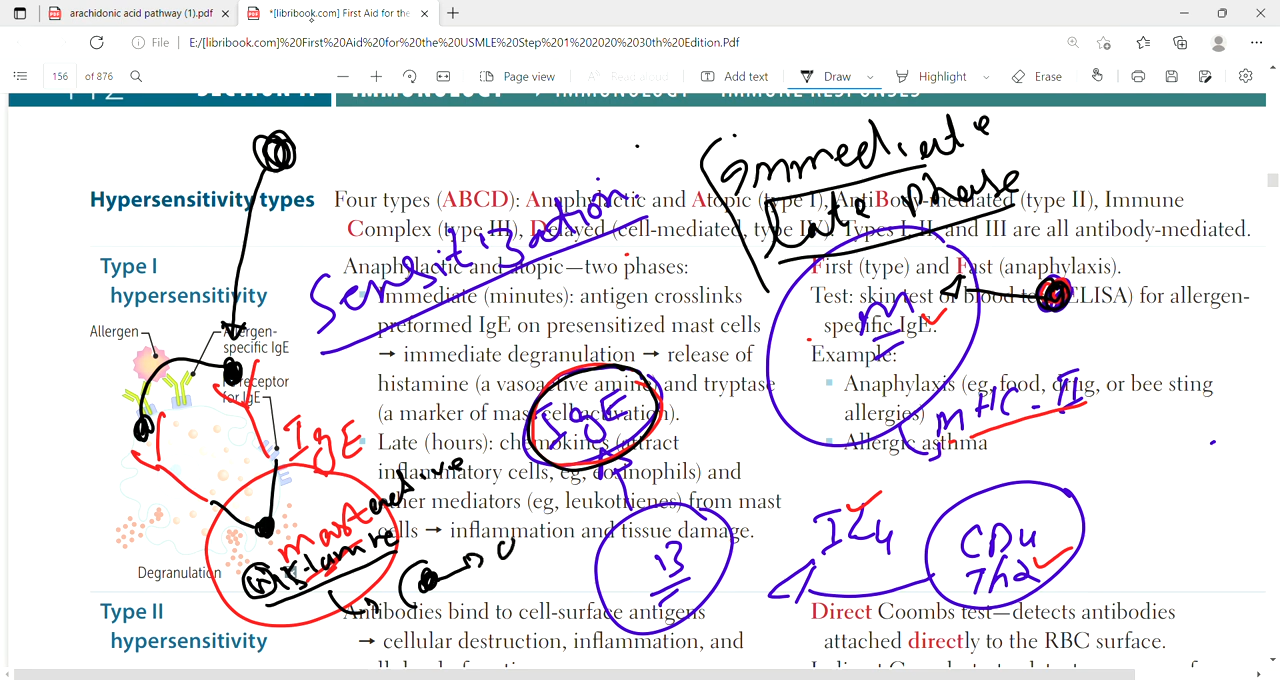 arachidonic acid pathway (1).pdf
*[libribook.com] First Aid for the
File
E:/[libribook.com]%20First%20Aid%20for%20the%20USMLE%20Step%201%202020%2030th%20Edition.Pdf
156 of 876
Page view
Read aloud
Add text
Draw
Highlight
Erase
Immediate
late phase
Sensitization
Hypersensitivity types
Four types (ABCD): Anaphylactic and Atopic (type I), AntiBody-mediated (type II), Immune
Complex (type III), Delayed (cell-mediated, type IV). Types I, II, and III are all antibody-mediated.
Type I
hypersensitivity
Anaphylactic and atopic—two phases:
Immediate (minutes): antigen crosslinks
preformed IgE on presensitized mast cells
→ immediate degranulation → release of
histamine (a vasoactive amine) and tryptase
(a marker of mast cell activation).
Late (hours): chemokines (attract
inflammatory cells, eg, eosinophils) and
other mediators (eg, leukotrienes) from mast
cells → inflammation and tissue damage.
First (type) and Fast (anaphylaxis).
Test: skin test or blood test (ELISA) for allergen-
specific IgE.
Example:
Anaphylaxis (eg, food, drug, or bee sting
allergies)
Allergic asthma
Allergen
Allergen-
specific IgE
Fc receptor
for IgE
Degranulation
IgE
mast
Histamine
IgE
B
M
MHC-II
IL4
CD4
Th2
Type II
hypersensitivity
Antibodies bind to cell-surface antigens
→ cellular destruction, inflammation, and
Direct Coombs test—detects antibodies
attached directly to the RBC surface.